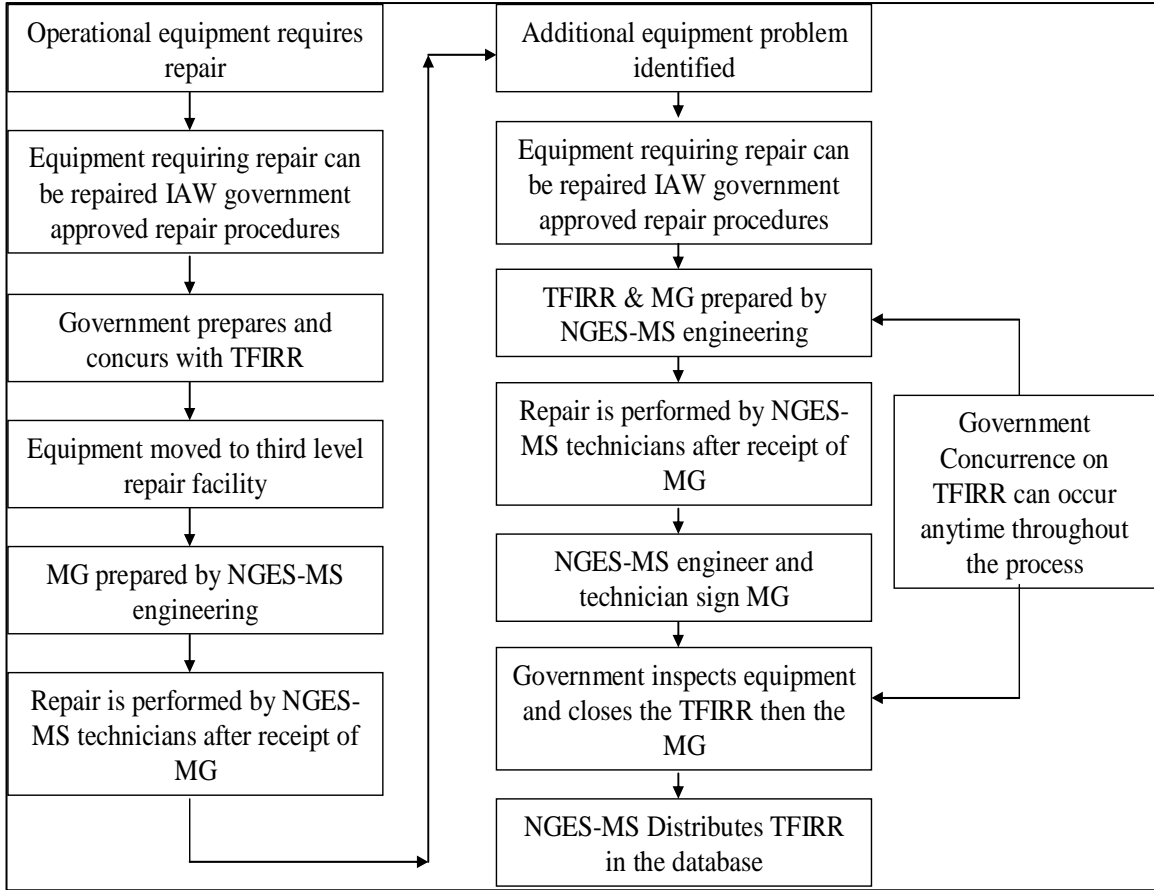 Operational equipment requires
repair
Equipment requiring repair can
be repaired IAW government
approved repair procedures
Government prepares and
concurs with TFIRR
Equipment moved to third level
repair facility
MG prepared by NGES-MS
engineering
Repair is performed by NGES-
MS technicians after receipt of
MG
Additional equipment problem
identified
Equipment requiring repair can
be repaired IAW government
approved repair procedures
TFIRR & MG prepared by
NGES-MS engineering
Repair is performed by NGES-
MS technicians after receipt of
MG
NGES-MS engineer and
technician sign MG
Government inspects equipment
and closes the TFIRR then the
MG
NGES-MS Distributes TFIRR
in the database
Government
Concurrence on
TFIRR can occur
anytime throughout
the process